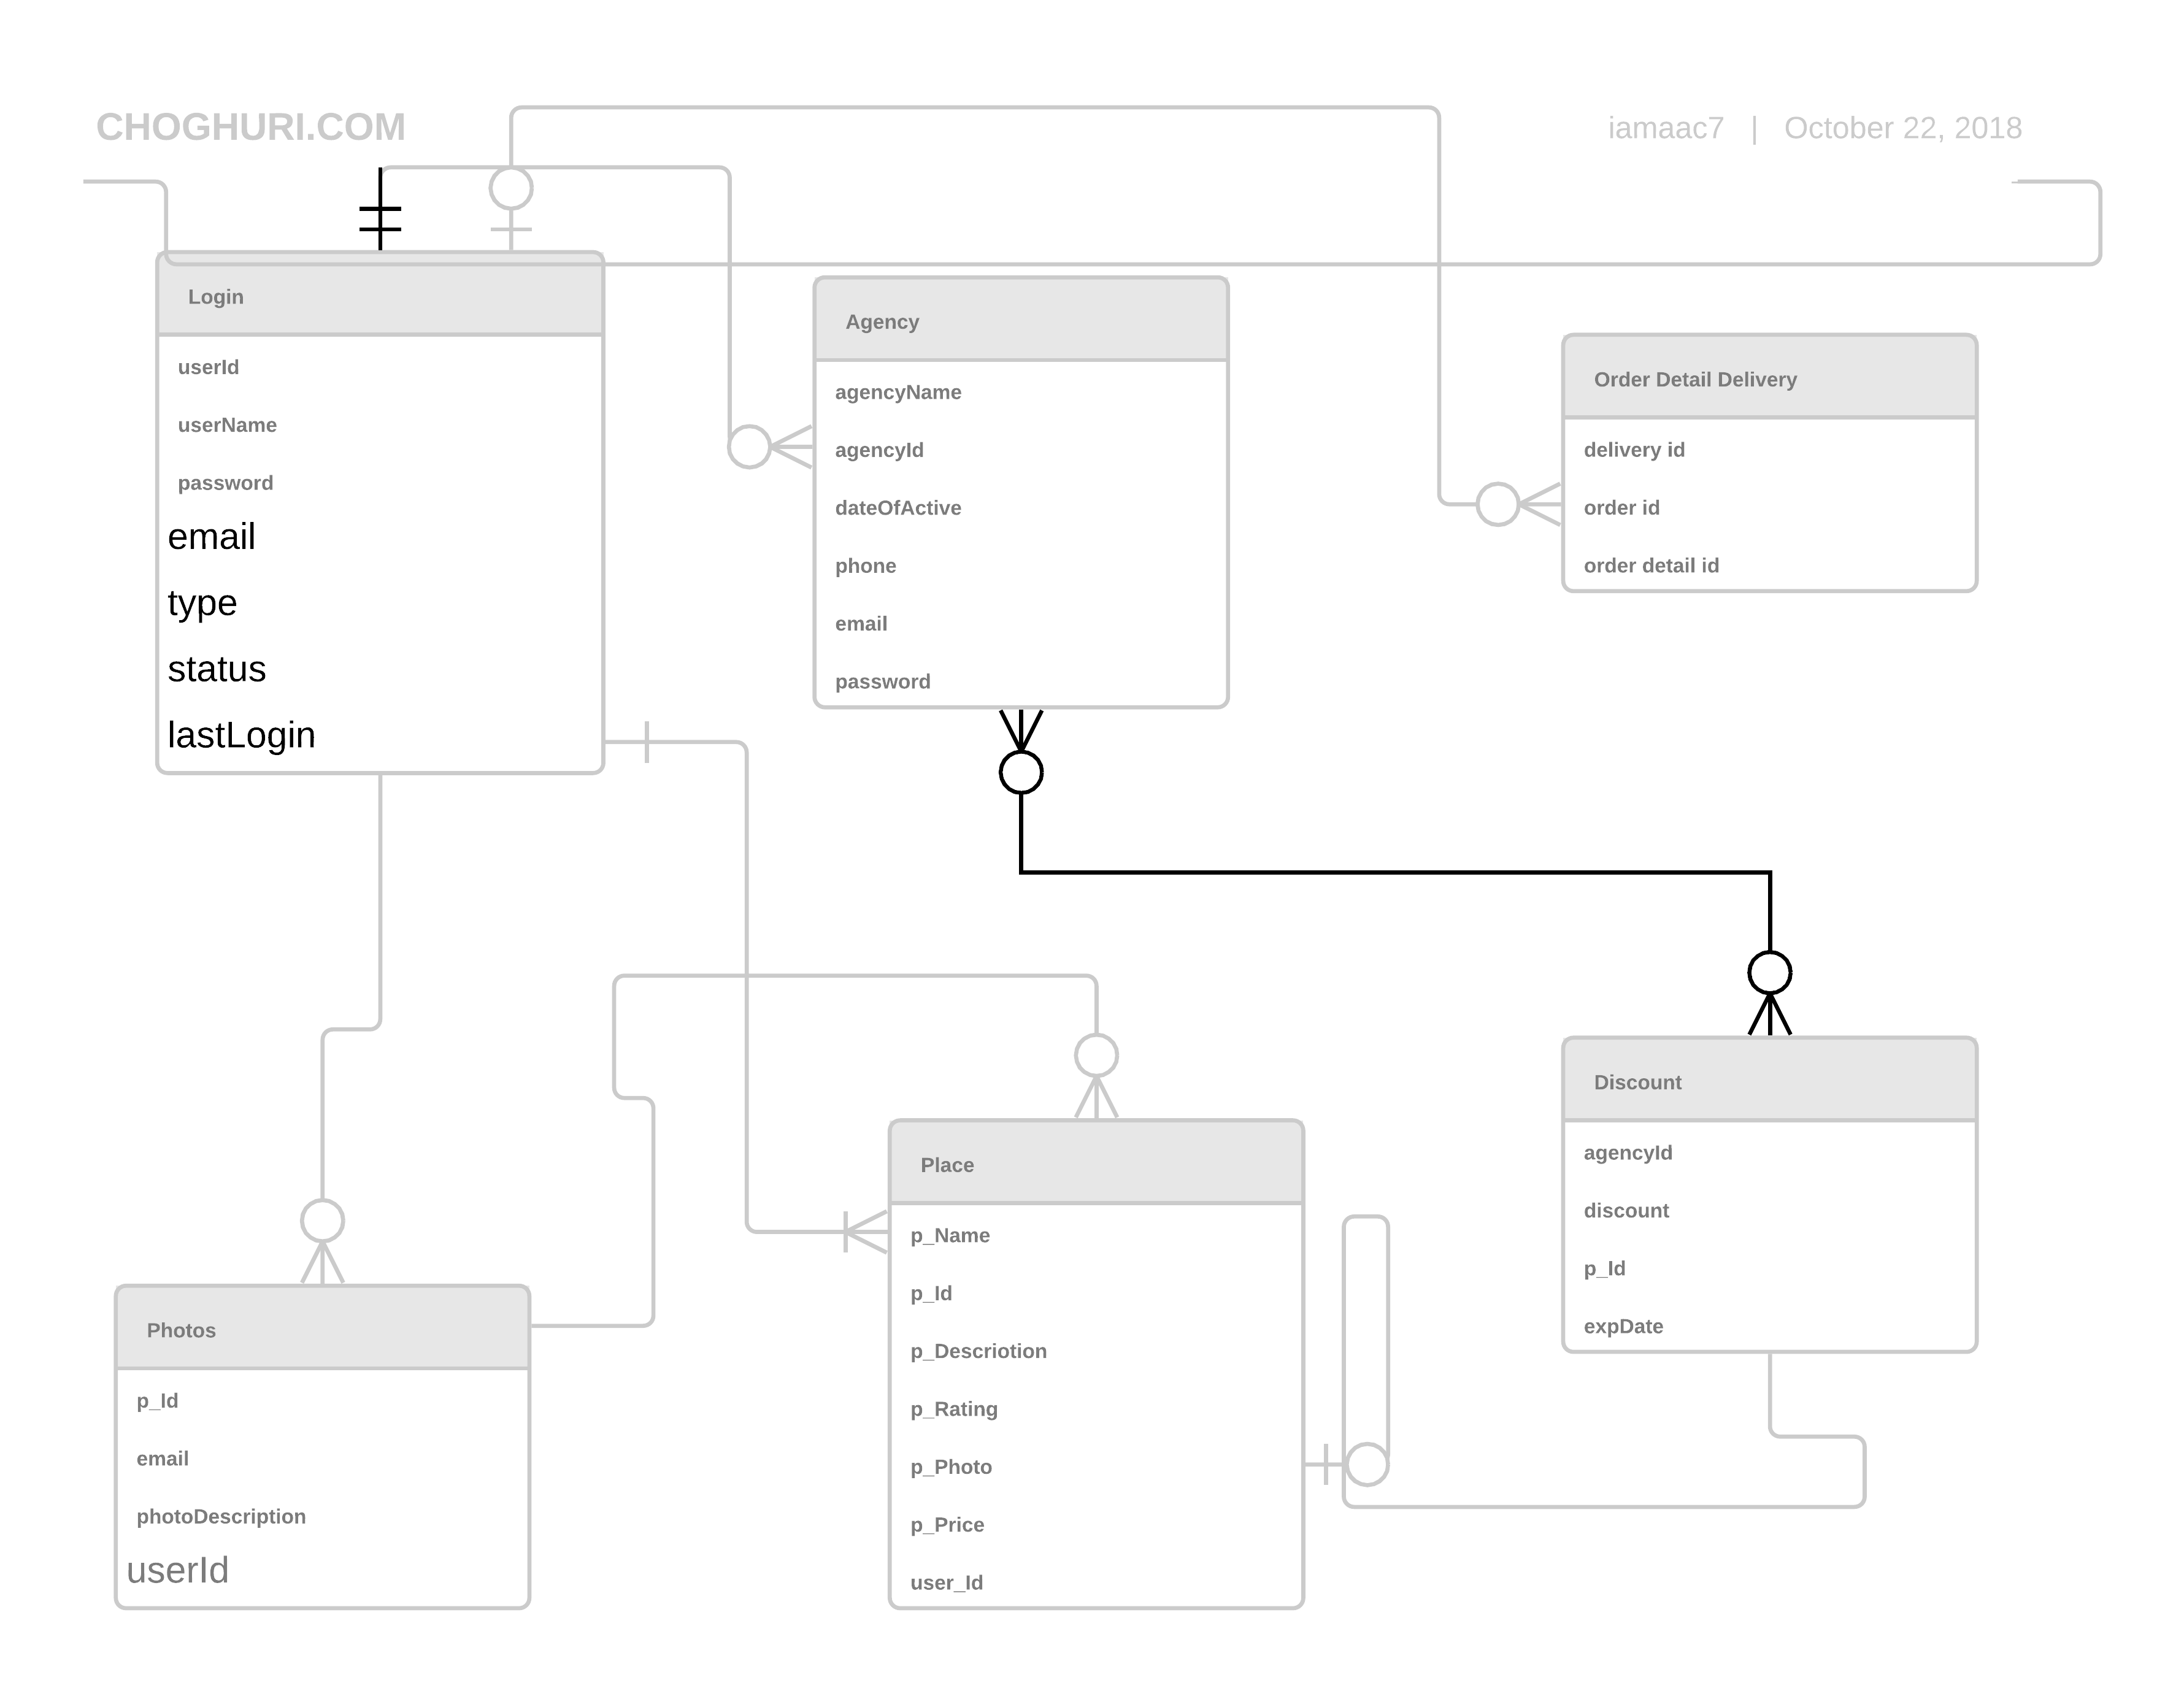 CHOGHURI.COM
iamaac7 | October 22, 2018
Login
userId
userName
password
email
type
status
lastLogin
Agency
agencyName
agencyId
dateOfActive
phone
email
password
Order Detail Delivery
delivery id
order id
order detail id
Photos
p_Id
email
photoDescription
userId
Place
p_Name
p_Id
p_Descriotion
p_Rating
p_Photo
p_Price
user_Id
Discount
agencyId
discount
p_Id
expDate